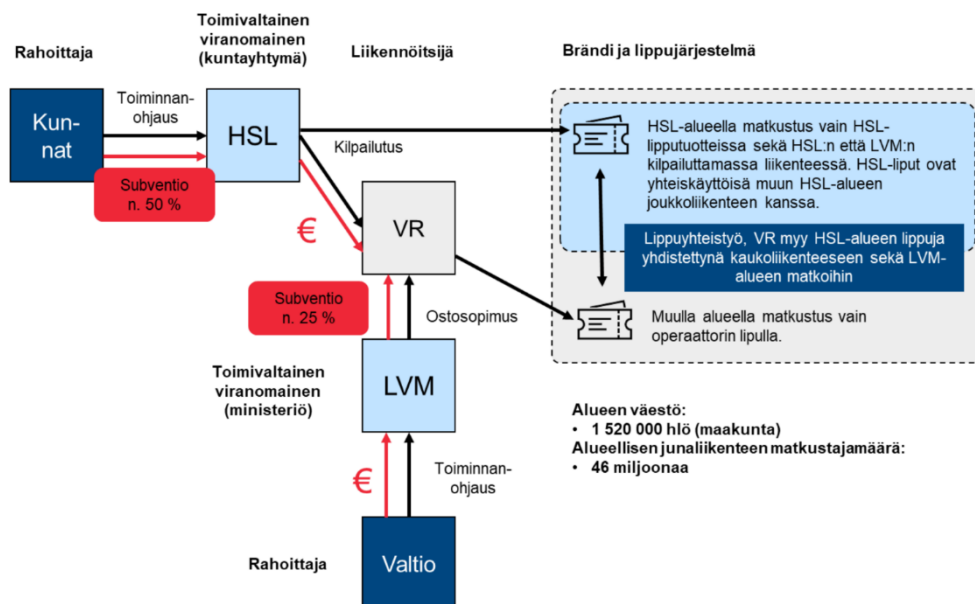 Rahoittaja
Toimivaltainen
viranomainen
(kuntayhtymä)
Liikennöitsijä
Brändi ja lippujärjestelmä
Kun-
nat
Toiminnan-
ohjaus
HSL
Subventio
n. 50 %
Kilpailutus
€
VR
HSL-alueella matkustus vain HSL-
lipputuotteissa sekä HSL:n että LVM:n
kilpailuttamassa liikenteessä. HSL-liput ovat
yhteiskäyttöisä muun HSL-alueen
joukkoliikenteen kanssa.
Lippuyhteistyö, VR myy HSL-alueen lippuja
yhdistettynä kaukoliikenteeseen sekä LVM-
alueen matkoihin
Muulla alueella matkustus vain
operaattorin lipulla.
Subventio
n. 25 %
Ostosopimus
Toimivaltainen
viranomainen
(ministeriö)
LVM
€
Toiminnan-
ohjaus
Rahoittaja
Valtio
Alueen väestö:
• 1 520 000 hlö (maakunta)
Alueellisen junaliikenteen matkustajamäärä:
• 46 miljoonaa